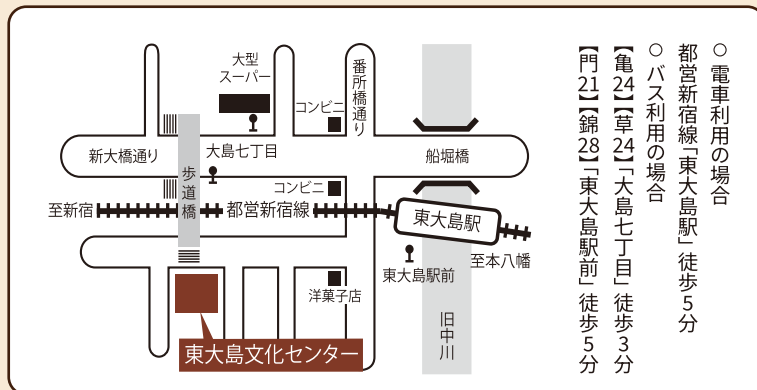 ○ 電車利用の場合
都営新宿線「東大島駅」徒歩5分
○ バス利用の場合
【亀24】【草24】「大島七丁目」徒歩3分
【門21】【錦28】「東大島駅前」徒歩5分
大型
スーパー
番所橋通り
コンビニ
新大橋通り
大島七丁目
船堀橋
歩道橋
コンビニ
至新宿
都営新宿線
東大島駅
至本八幡
東大島駅前
洋菓子店
旧中川
東大島文化センター